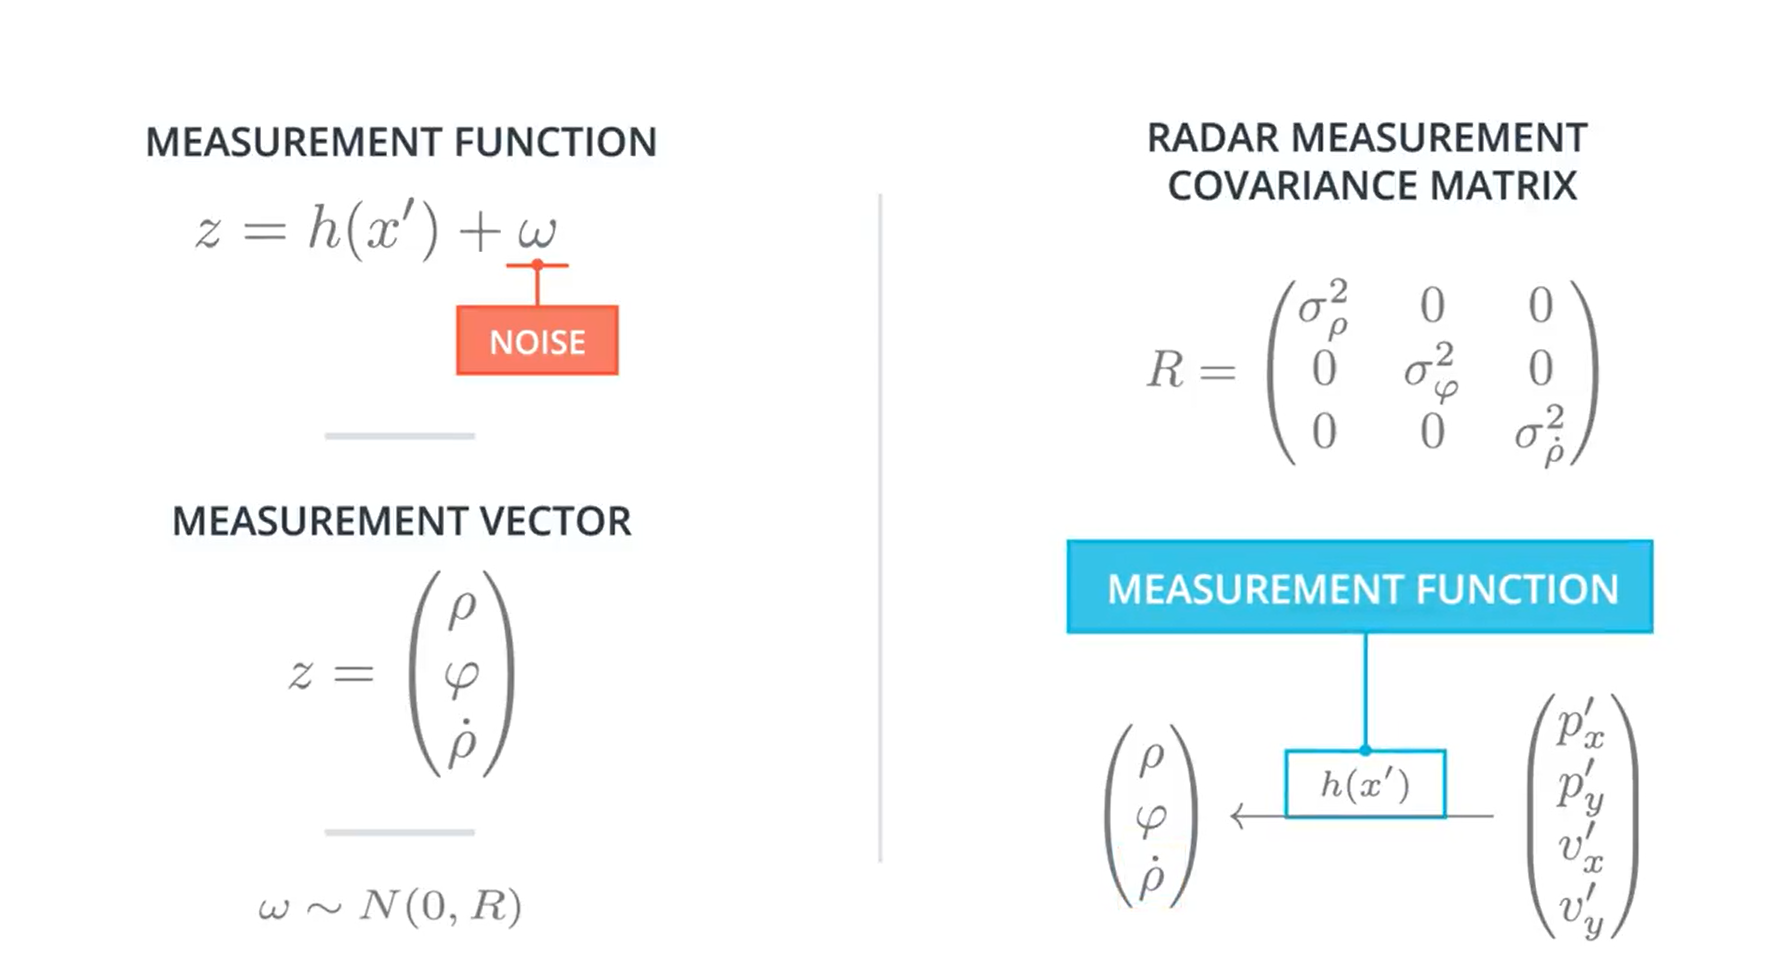 MEASUREMENT FUNCTION
z = h(x′) + ω
NOISE
MEASUREMENT VECTOR
z = (ρ φ ρ̇)
ω ∼ N(0, R)
RADAR MEASUREMENT
COVARIANCE MATRIX
R = (σ²ρ 0 0
0 σ²φ 0
0 0 σ²ρ̇)
MEASUREMENT FUNCTION
(ρ φ ρ̇) ← h(x′) (p′x p′y v′x v′y)